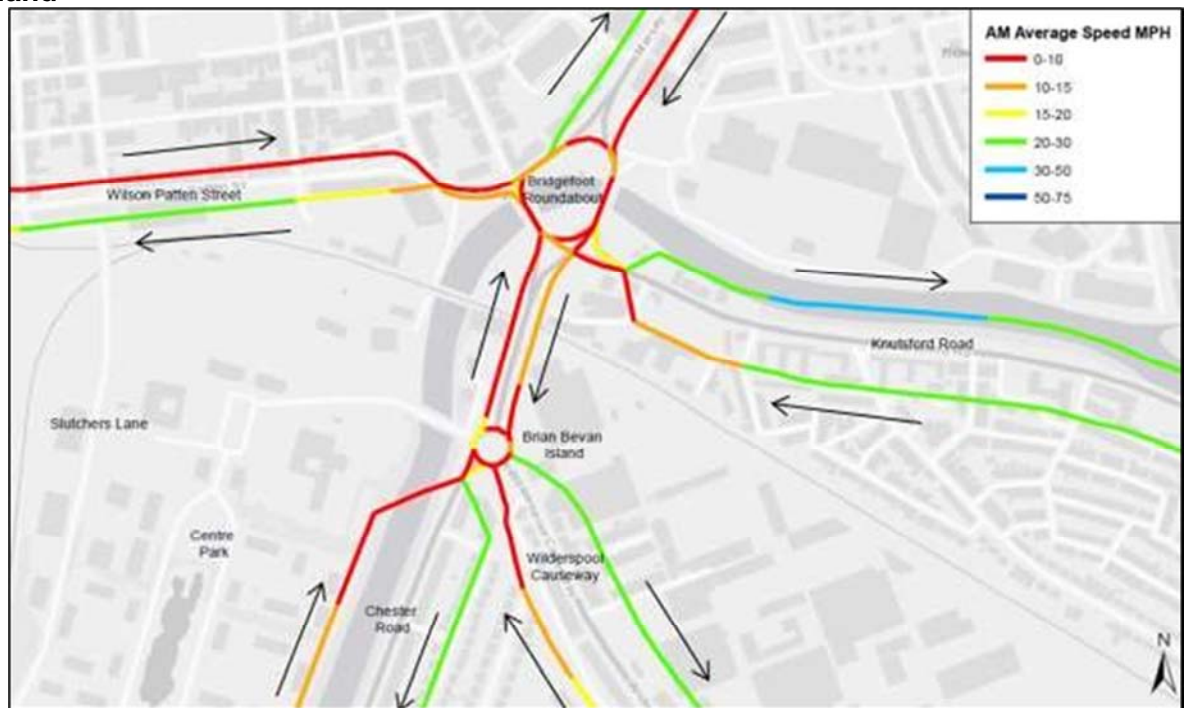 AM Average Speed MPH
0-10
10-15
15-20
20-30
30-50
50-75
Wilson Patten Street
Bridgefoot
Roundabout
Knutsford Road
Slutchers Lane
Brian Bevan
Island
Centre
Park
Wilderspool
Causeway
Chester
Road
N